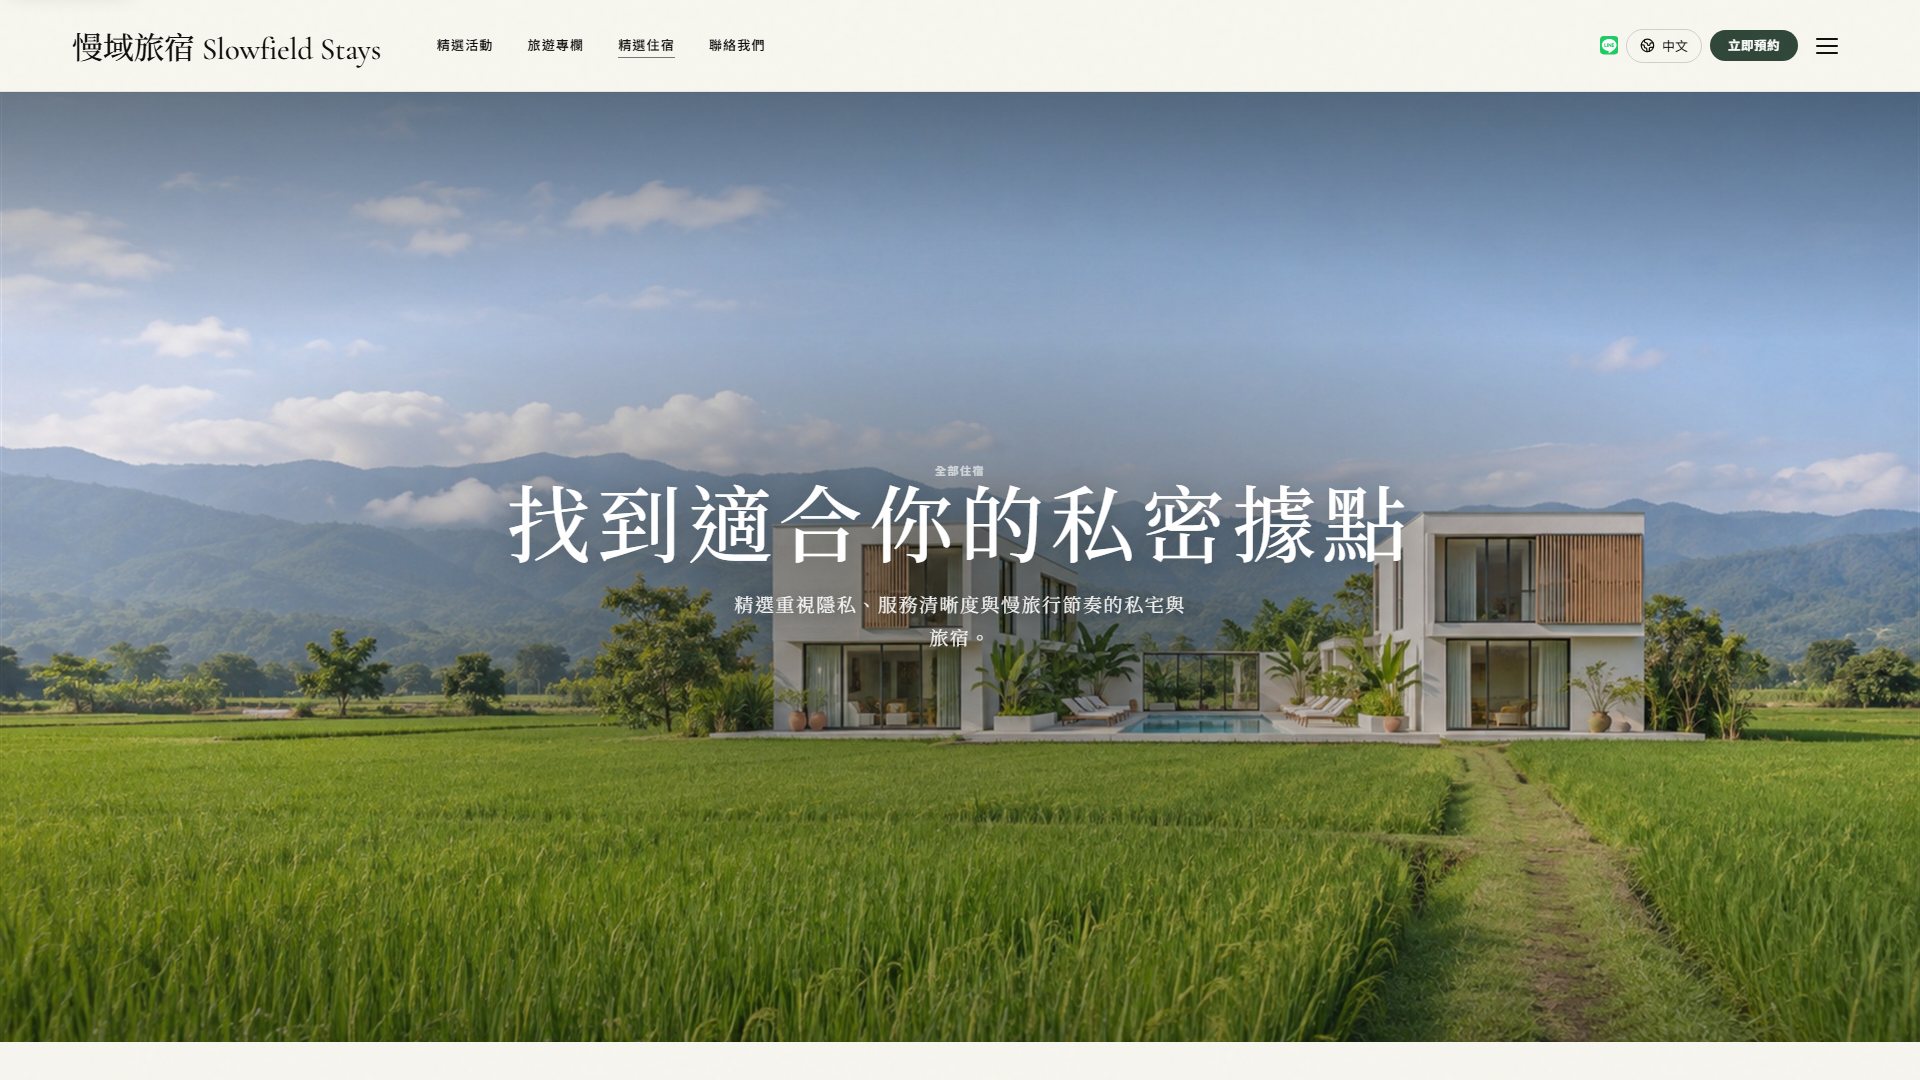 慢域旅宿 Slowfield Stays
精選活動
旅遊專欄
精選住宿
聯絡我們
LINE
中文
立即預約
全部住宿
找到適合你的私密據點
精選重視隱私、服務清晰度與慢旅行節奏的私宅與
旅宿。